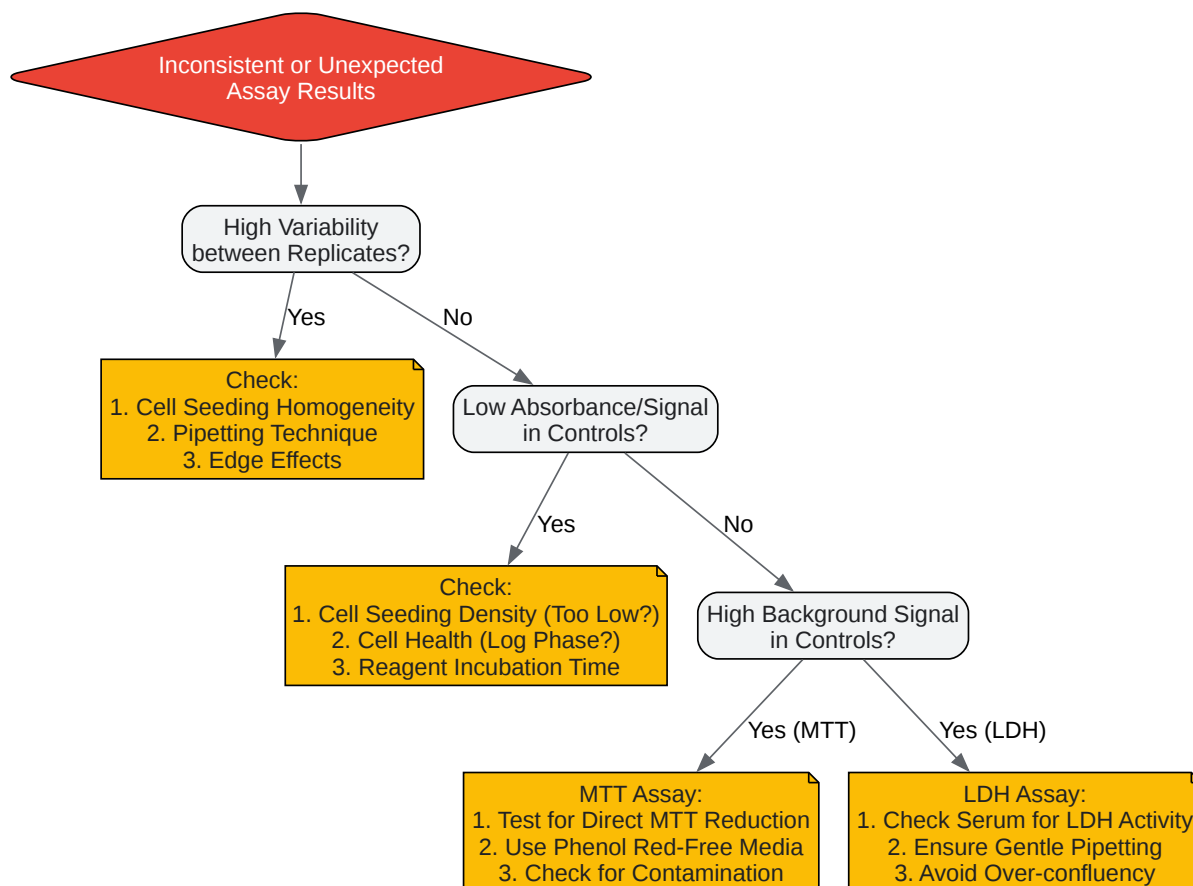 Inconsistent or Unexpected
Assay Results
High Variability
between Replicates?
Yes
No
Check:
1. Cell Seeding Homogeneity
2. Pipetting Technique
3. Edge Effects
Low Absorbance/Signal
in Controls?
Yes
No
Check:
1. Cell Seeding Density (Too Low?)
2. Cell Health (Log Phase?)
3. Reagent Incubation Time
High Background Signal
in Controls?
Yes (MTT)
Yes (LDH)
MTT Assay:
1. Test for Direct MTT Reduction
2. Use Phenol Red-Free Media
3. Check for Contamination
LDH Assay:
1. Check Serum for LDH Activity
2. Ensure Gentle Pipetting
3. Avoid Over-confluency